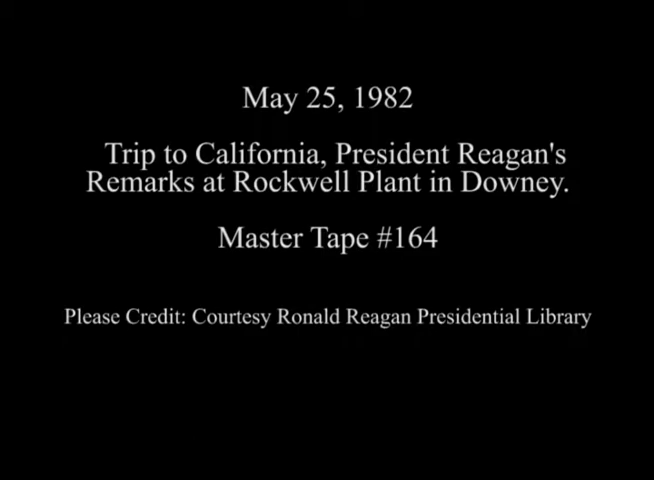 May 25, 1982
Trip to California, President Reagan's
Remarks at Rockwell Plant in Downey.
Master Tape #164
Please Credit: Courtesy Ronald Reagan Presidential Library